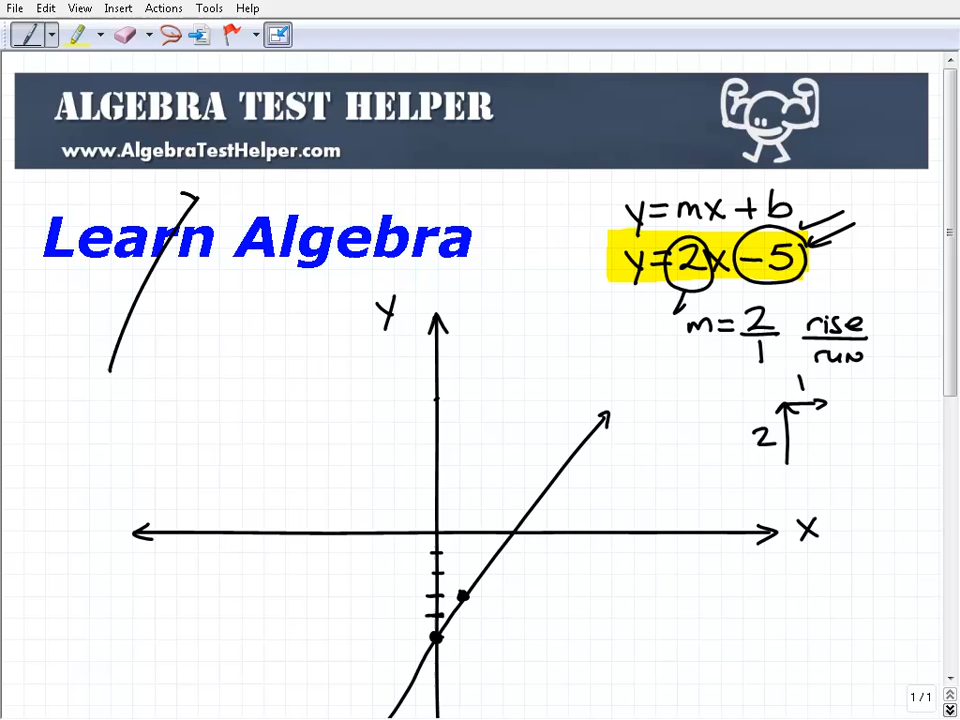 File Edit View Insert Actions Tools Help
ALGEBRA TEST HELPER
www.AlgebraTestHelper.com
Learn Algebra
y=mx+b
y=2x-5
m=2/1 rise/run
1
2
y
x
1/1